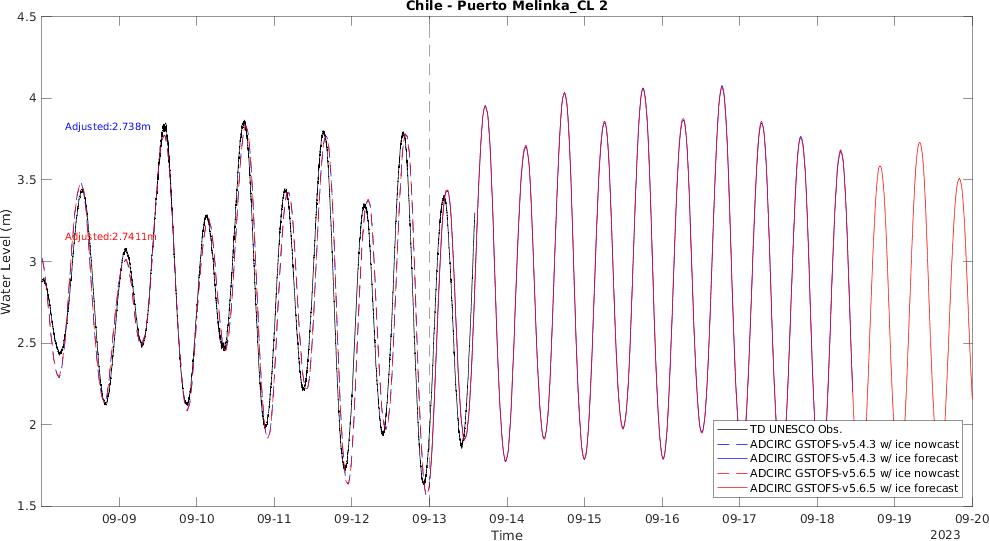 Chile - Puerto Melinka_CL 2
4.5
4
3.5
3
2.5
2
1.5
Water Level (m)
Adjusted:2.738m
Adjusted:2.7411m
TD UNESCO Obs.
ADCIRC GSTOFS-v5.4.3 w/ ice nowcast
ADCIRC GSTOFS-v5.4.3 w/ ice forecast
ADCIRC GSTOFS-v5.6.5 w/ ice nowcast
ADCIRC GSTOFS-v5.6.5 w/ ice forecast
09-09 09-10 09-11 09-12 09-13 09-14 09-15 09-16 09-17 09-18 09-19 09-20
Time
2023